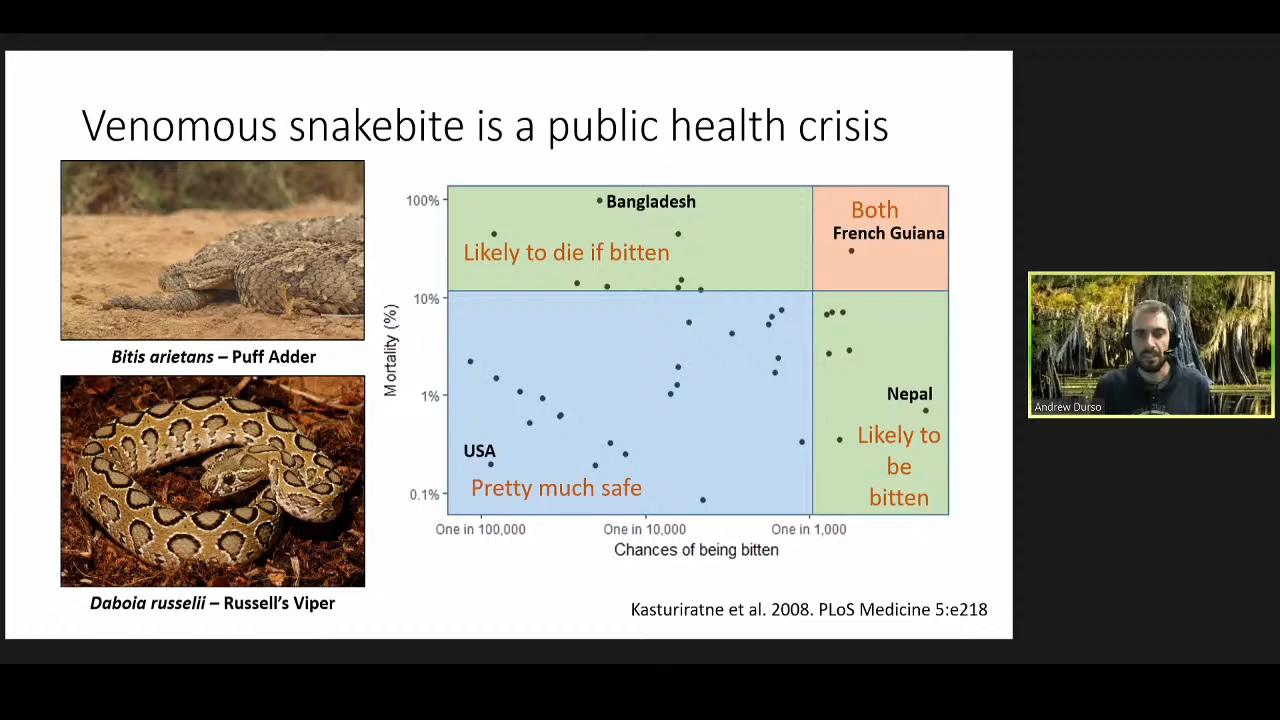 Venomous snakebite is a public health crisis
Bitis arietans – Puff Adder
Daboia russelii – Russell's Viper
Mortality (%)
100%
10%
1%
0.1%
Bangladesh
Likely to die if bitten
Both
French Guiana
USA
Pretty much safe
Nepal
Likely to
be
bitten
One in 100,000
One in 10,000
One in 1,000
Chances of being bitten
Kasturiratne et al. 2008. PLoS Medicine 5:e218
Andrew Durso